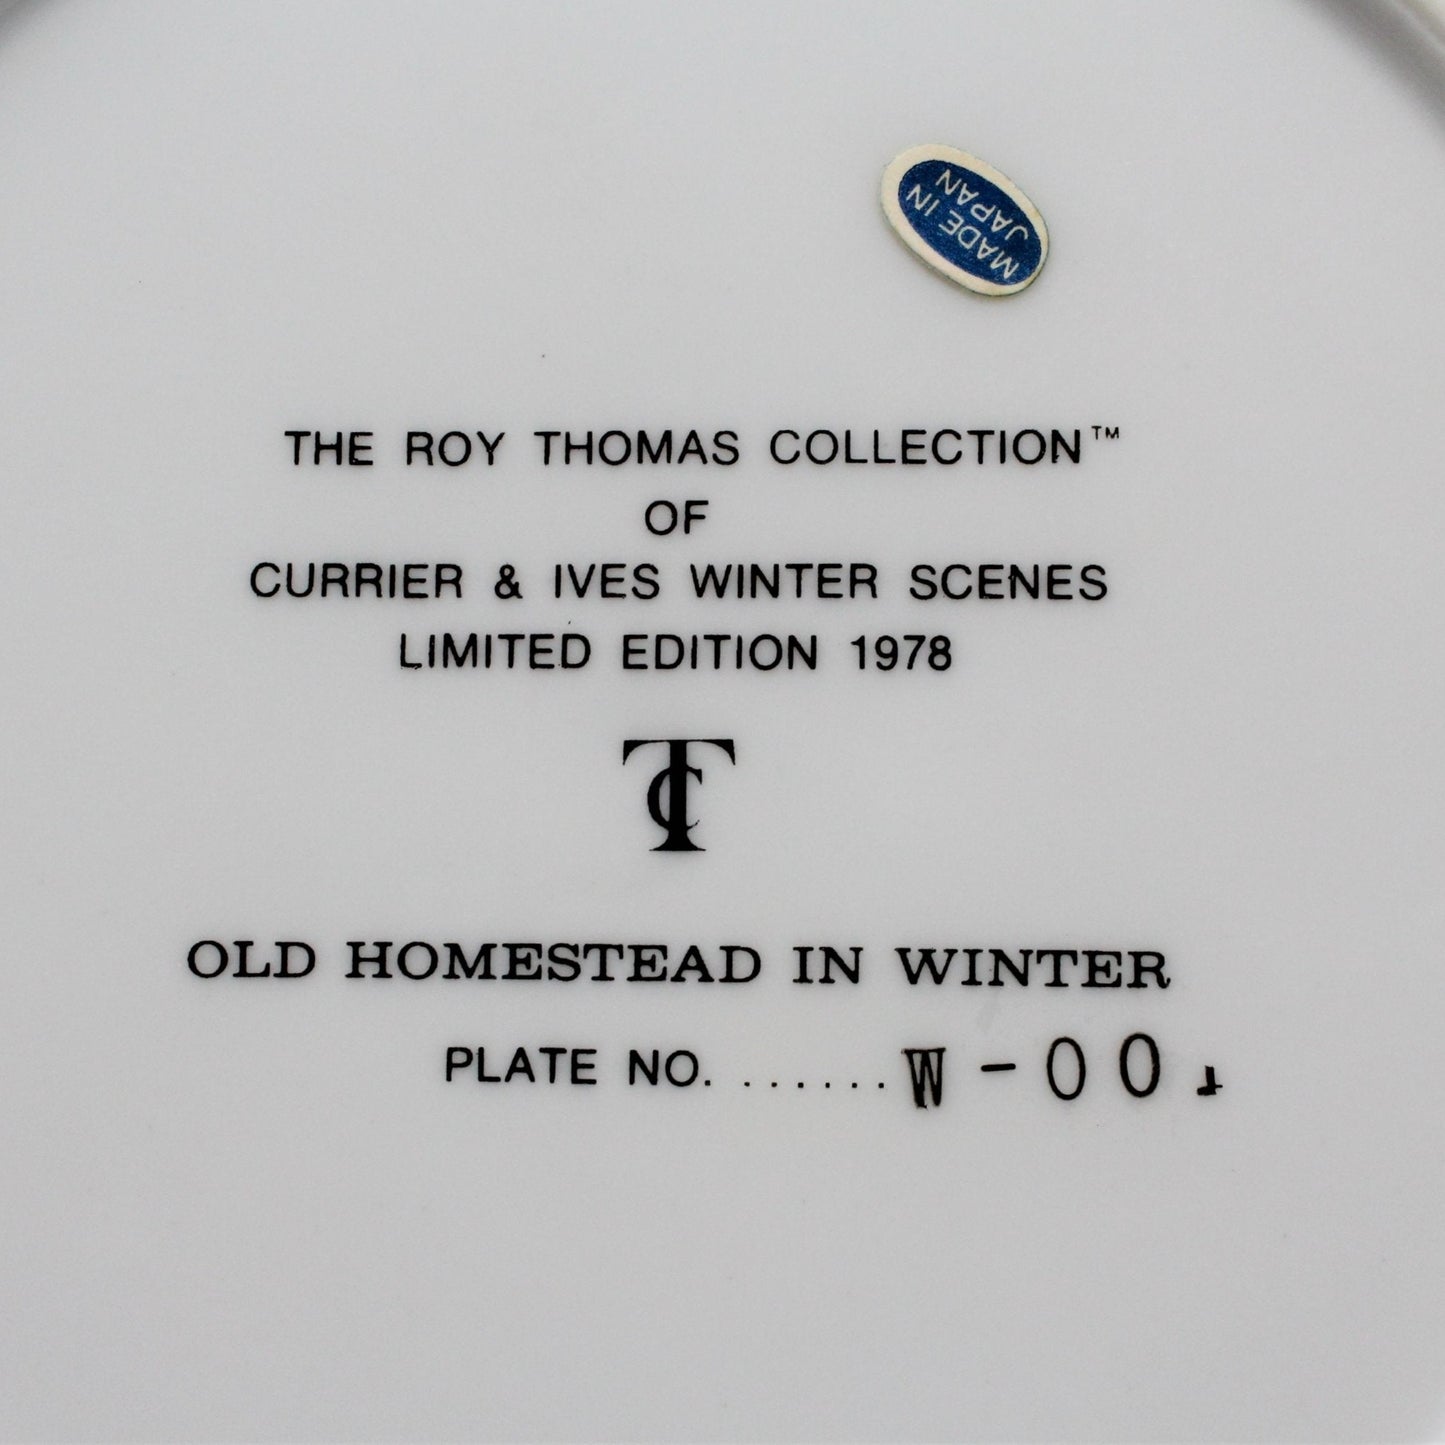 MADE IN
JAPAN
THE ROY THOMAS COLLECTION™
OF
CURRIER & IVES WINTER SCENES
LIMITED EDITION 1978
TC
OLD HOMESTEAD IN WINTER
PLATE NO. ...... W-00